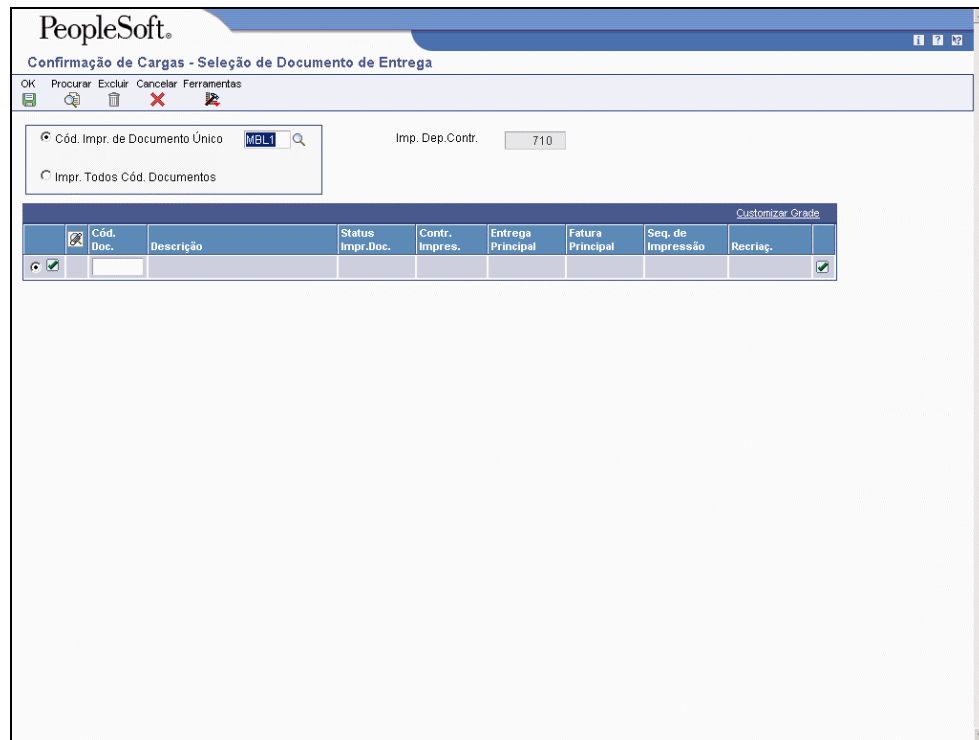 PeopleSoft®
Confirmação de Cargas - Seleção de Documento de Entrega
OK Procurar Excluir Cancelar Ferramentas
Cód. Impr. de Documento Único MBL1 Imp. Dep.Contr. 710
Impr. Todos Cód. Documentos
Customizar Grade
Cód. Doc. Descrição Status Impr.Doc. Contr. Impres. Entrega Principal Fatura Principal Seq. de Impressão Recriaç.